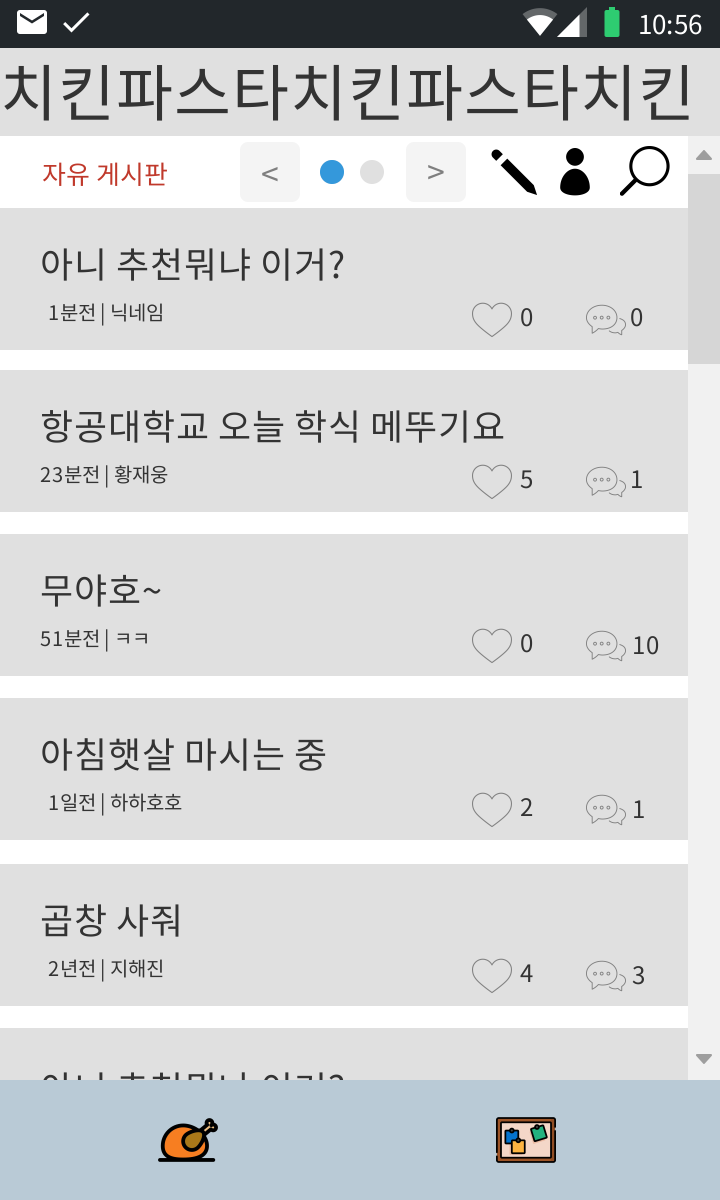 10:56
치킨파스타치킨파스타치킨
자유 게시판
< >
아니 추천뭐냐 이거?
1분전 | 닉네임
0 0
항공대학교 오늘 학식 메뚜기요
23분전 | 황재웅
5 1
무야호~
51분전 | ㅋㅋ
0 10
아침햇살 마시는 중
1일전 | 하하호호
2 1
곱창 사줘
2년전 | 지해진
4 3